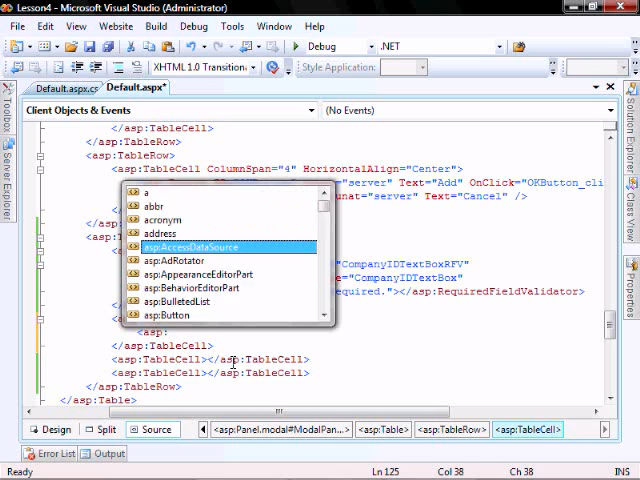 Lesson4 - Microsoft Visual Studio (Administrator)
File Edit View Website Build Debug Tools Window Help
Debug .NET
XHTML 1.0 Transition Style Application:
Default.aspx.cs Default.aspx*
Client Objects & Events (No Events)
</asp:TableCell>
</asp:TableRow>
<asp:TableRow>
<asp:TableCell ColumnSpan="4" HorizontalAlign="Center">
"server" Text="Add" OnClick="OKButton_cli
unat="server" Text="Cancel" />
"CompanyIDTextBoxRFV"
"CompanyIDTextBox"
equired."></asp:RequiredFieldValidator>
a
abbr
acronym
address
asp:AccessDataSource
asp:AdRotator
asp:AppearanceEditorPart
asp:BehaviorEditorPart
asp:BulletedList
asp:Button
<asp:
</asp:TableCell>
<asp:TableCell></asp:TableCell>
<asp:TableCell></asp:TableCell>
</asp:TableRow>
</asp:Table>
Design Split Source <asp:Panel.modal#ModalPan...> <asp:Table> <asp:TableRow> <asp:TableCell>
Error List Output
Ready Ln 125 Col 38 Ch 38
Toolbox
Server Explorer
Solution Explorer
Class View
Properties